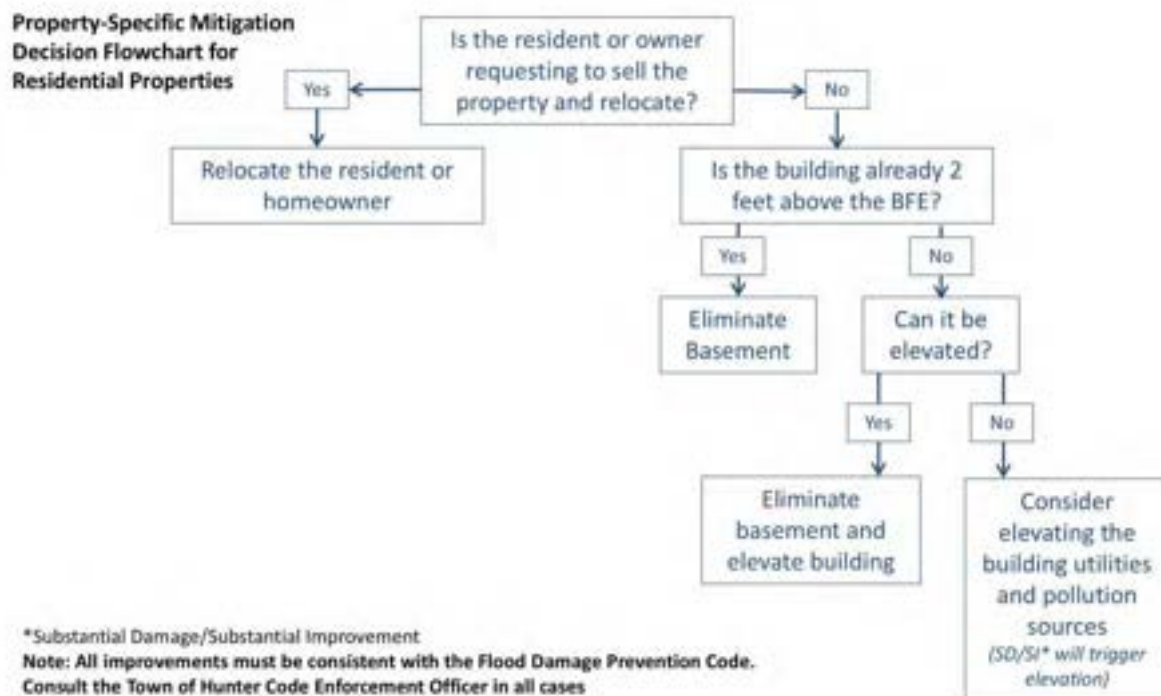 Property-Specific Mitigation
Decision Flowchart for
Residential Properties
Is the resident or owner
requesting to sell the
property and relocate?
Yes
No
Relocate the resident or
homeowner
Is the building already 2
feet above the BFE?
Yes
No
Eliminate
Basement
Can it be
elevated?
Yes
No
Eliminate
basement and
elevate building
Consider
elevating the
building utilities
and pollution
sources
(SD/SI* will trigger
elevation)
*Substantial Damage/Substantial Improvement
Note: All improvements must be consistent with the Flood Damage Prevention Code.
Consult the Town of Hunter Code Enforcement Officer in all cases